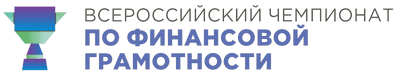 ВСЕРОССИЙСКИЙ ЧЕМПИОНАТ
ПО ФИНАНСОВОЙ
ГРАМОТНОСТИ